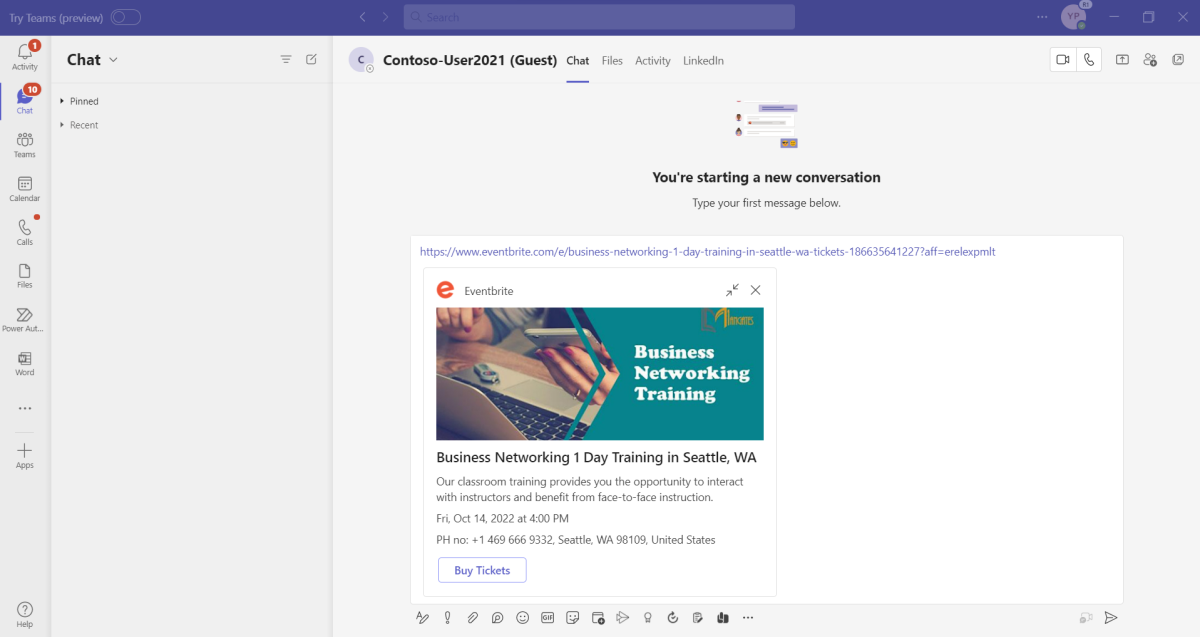 Try Teams (preview)
Search
YP
Activity
1
Chat
10
Teams
Calendar
Calls
Files
Power Aut...
Word
Apps
Help
Chat
Pinned
Recent
C
Contoso-User2021 (Guest)
Chat
Files
Activity
LinkedIn
You're starting a new conversation
Type your first message below.
https://www.eventbrite.com/e/business-networking-1-day-training-in-seattle-wa-tickets-186635641227?aff=erelexpmlt
Eventbrite
Business
Networking
Training
Business Networking 1 Day Training in Seattle, WA
Our classroom training provides you the opportunity to interact
with instructors and benefit from face-to-face instruction.
Fri, Oct 14, 2022 at 4:00 PM
PH no: +1 469 666 9332, Seattle, WA 98109, United States
Buy Tickets
GIF